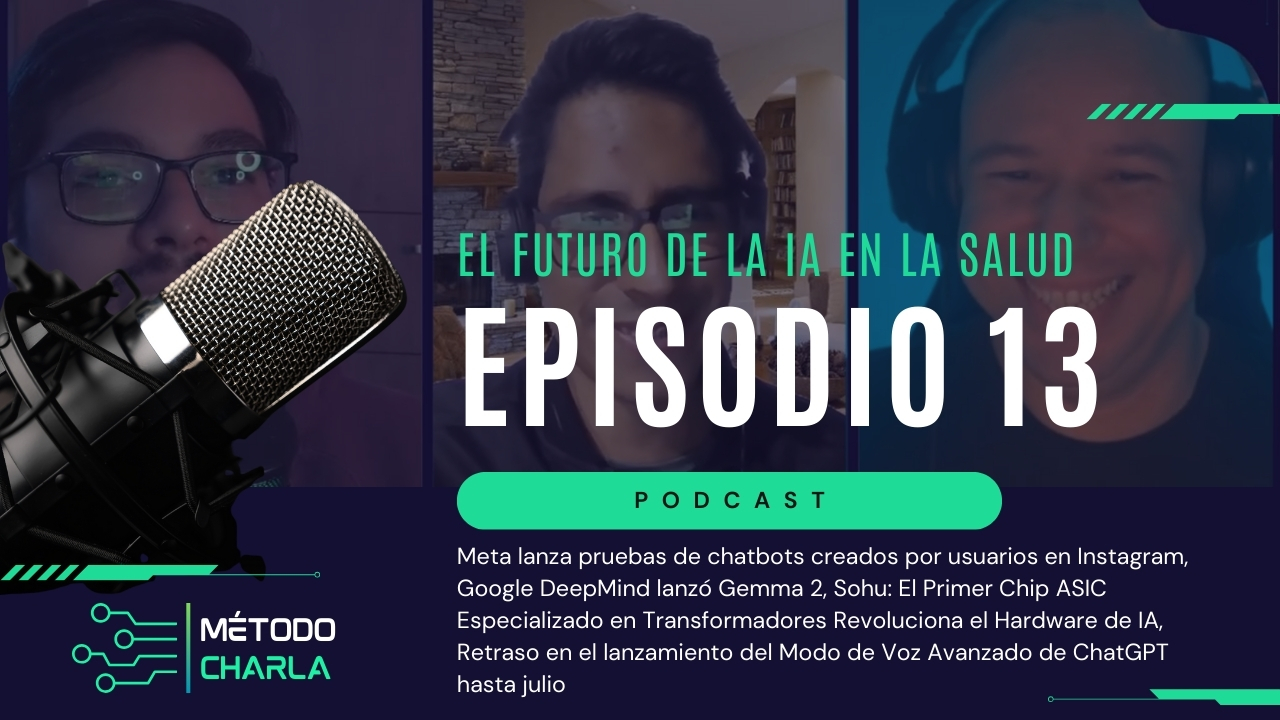 EL FUTURO DE LA IA EN LA SALUD
EPISODIO 13
PODCAST
Meta lanza pruebas de chatbots creados por usuarios en Instagram,
Google DeepMind lanzó Gemma 2, Sohu: El Primer Chip ASIC
Especializado en Transformadores Revoluciona el Hardware de IA,
Retraso en el lanzamiento del Modo de Voz Avanzado de ChatGPT
hasta julio
MÉTODO
CHARLA